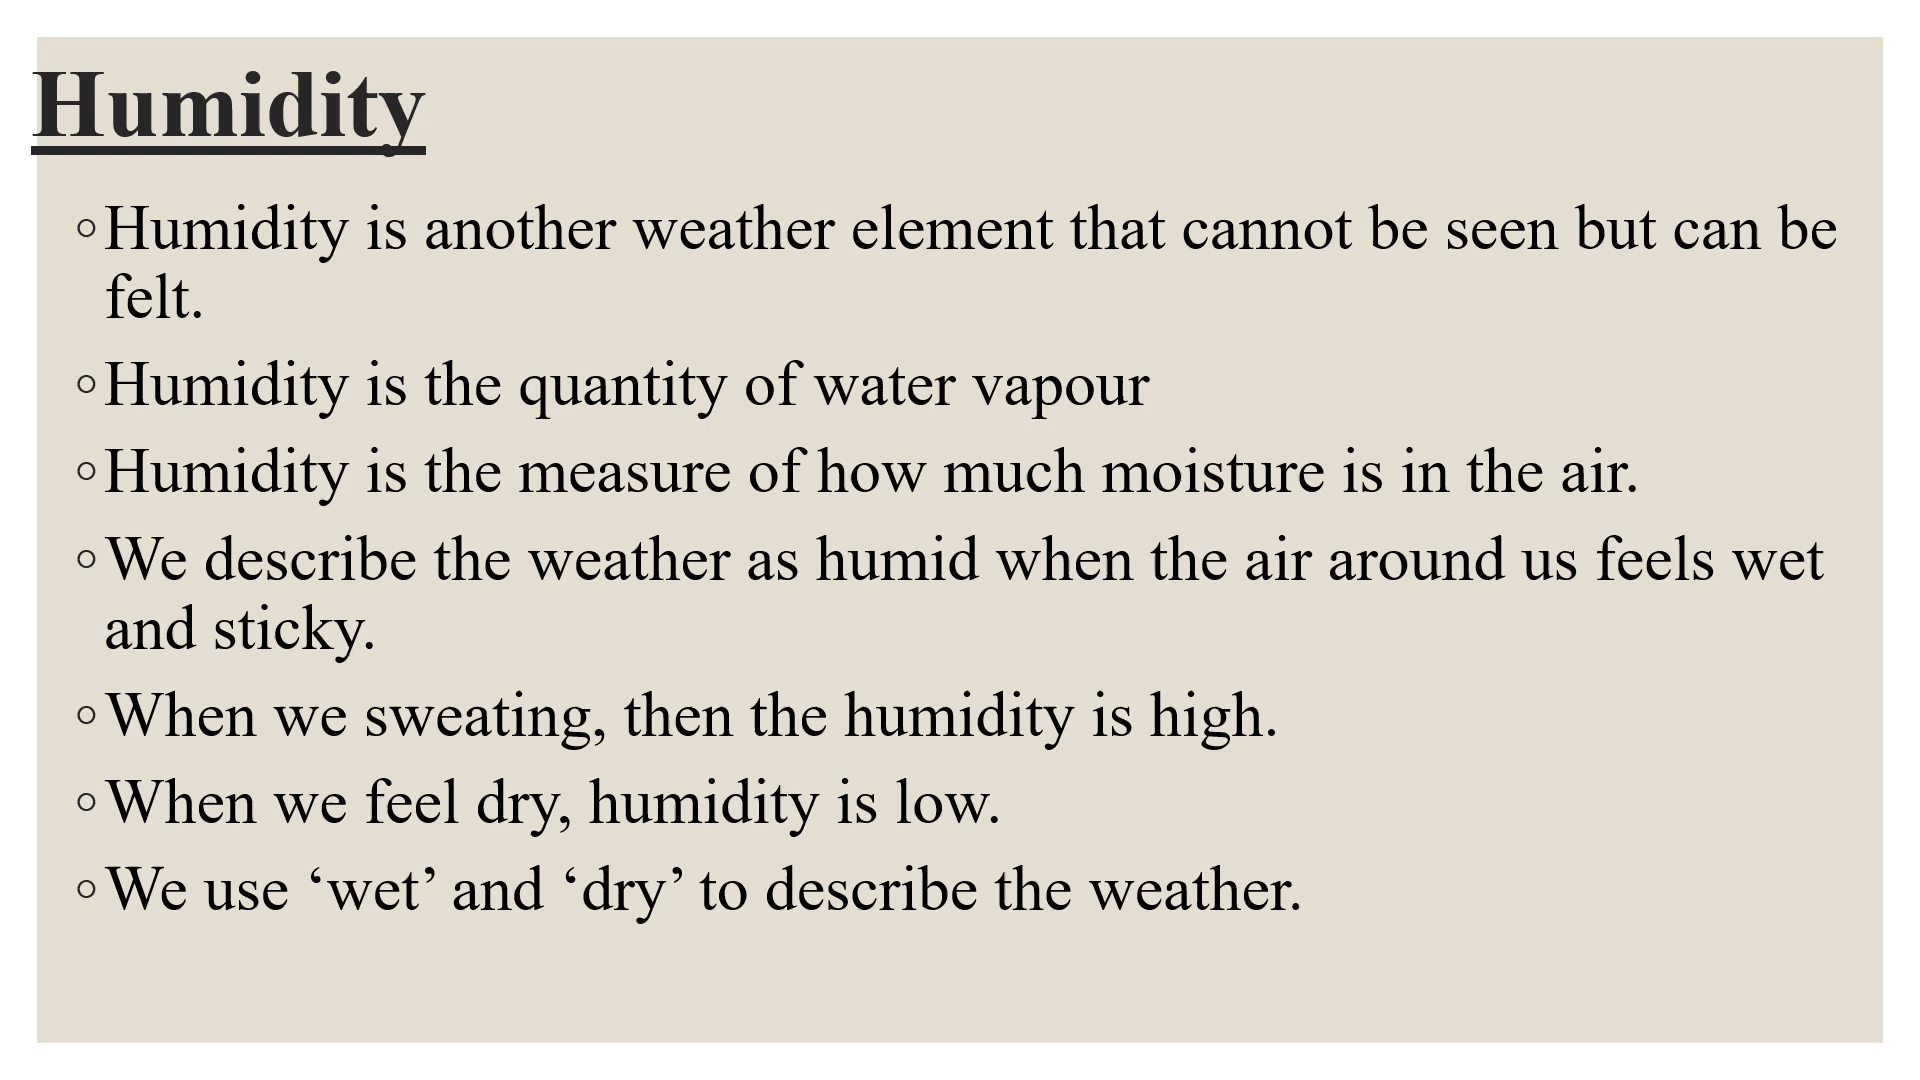 Humidity
◦Humidity is another weather element that cannot be seen but can be
felt.
◦Humidity is the quantity of water vapour
◦Humidity is the measure of how much moisture is in the air.
◦We describe the weather as humid when the air around us feels wet
and sticky.
◦When we sweating, then the humidity is high.
◦When we feel dry, humidity is low.
◦We use ‘wet’ and ‘dry’ to describe the weather.